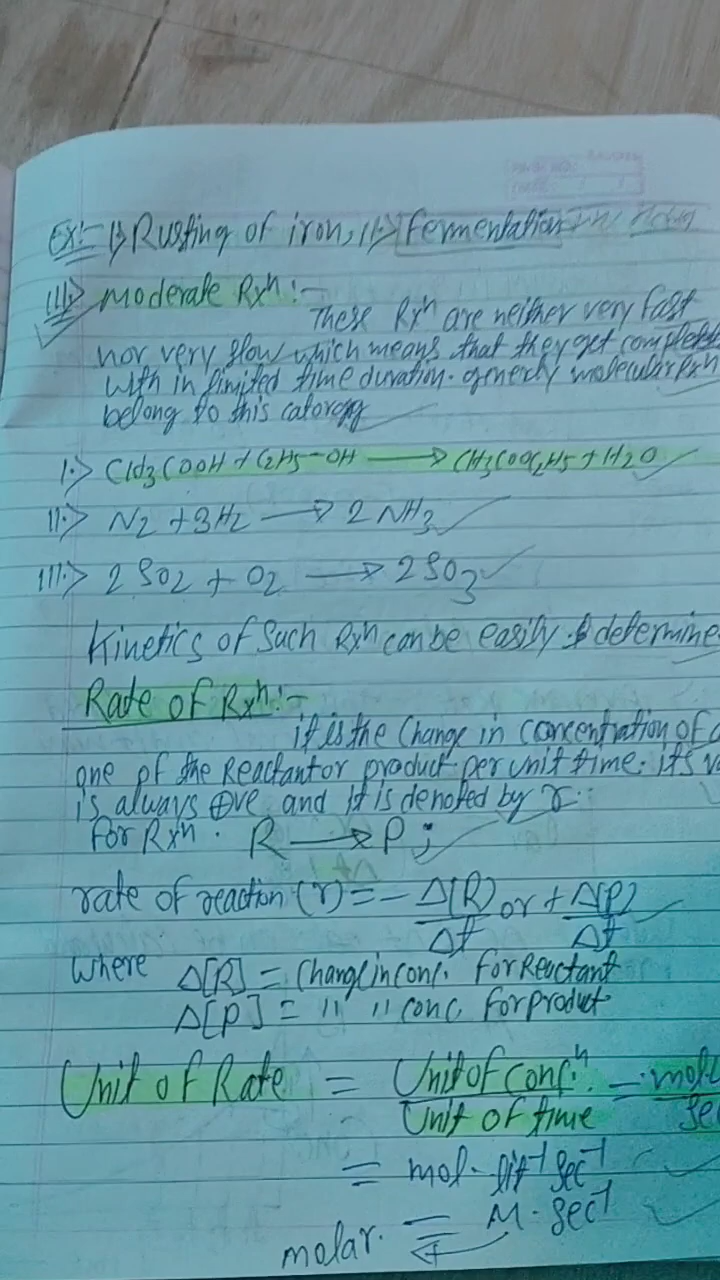 Ex:- i> Rusting of iron, ii> Fermentation
III.> moderate Rxⁿ :-
These Rxⁿ are neither very fast
nor very slow which means that they get complete
with in limited time duration. generly molecular Rxⁿ
belong to this catorogy
I.> CH3COOH + C2H5-OH → CH3COOC2H5 + H2O
II.> N2 + 3H2 → 2NH3
III.> 2SO2 + O2 → 2SO3
Kinetics of Such Rxⁿ can be easily determine
Rate of Rxⁿ :-
it is the change in concentration of
one of the Reactant or product per unit time. it's
is always ⊕ve and it is denoted by r.
For Rxⁿ. R → P ;
rate of reaction (r) = - Δ[R]/Δt or + Δ[P]/Δt
where Δ[R] = Change in conc. For Reactant
Δ[P] = " " conc. For product
Unit of Rate = Unit of concⁿ./Unit of time = mol
= mol. lit⁻¹ sec⁻¹
= M. sec⁻¹
molar. ←